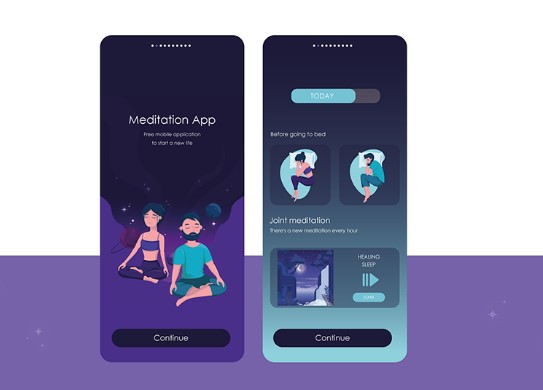 Meditation App
Free mobile application
to start a new life
Continue
TODAY
Before going to bed
Joint meditation
There's a new meditation every hour
HEALING
SLEEP
Continue